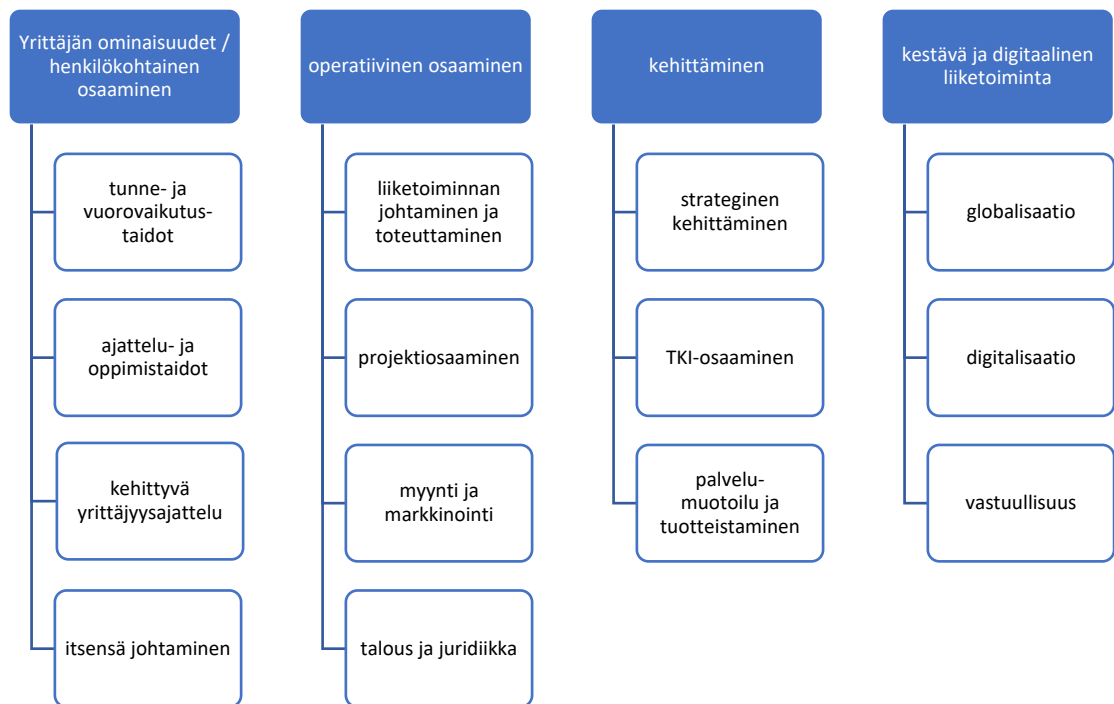 Yrittäjän ominaisuudet /
henkilökohtainen
osaaminen
tunne- ja
vuorovaikutus-
taidot
ajattelu- ja
oppimistaidot
kehittyvä
yrittäjyysajattelu
itsensä johtaminen
operatiivinen osaaminen
liiketoiminnan
johtaminen ja
toteuttaminen
projektiosaaminen
myynti ja
markkinointi
talous ja juridiikka
kehittäminen
strateginen
kehittäminen
TKI-osaaminen
palvelu-
muotoilu ja
tuotteistaminen
kestävä ja digitaalinen
liiketoiminta
globalisaatio
digitalisaatio
vastuullisuus